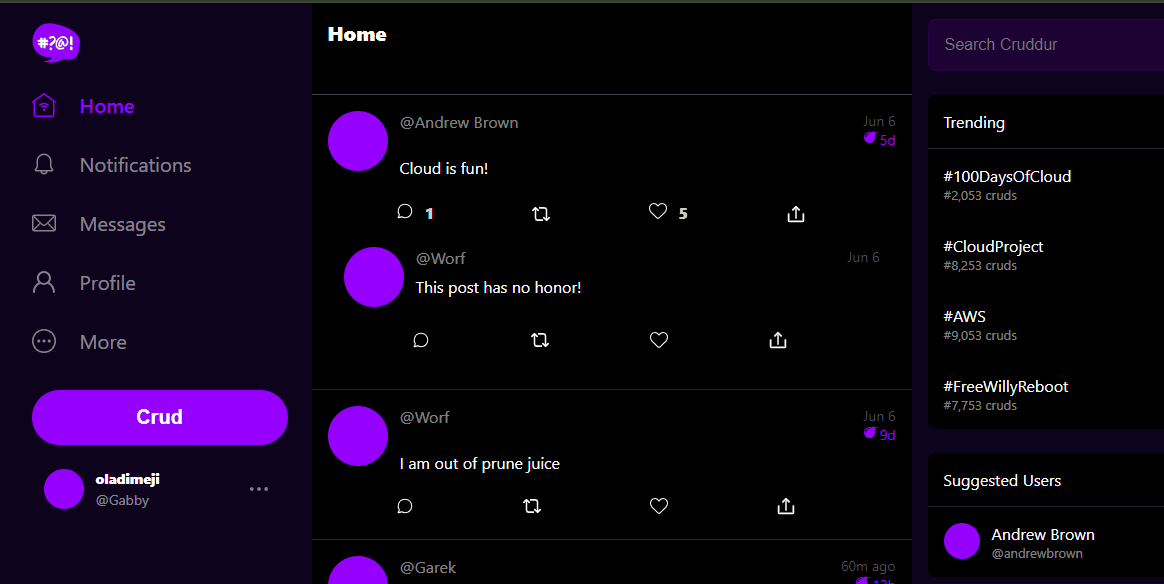 #?@!
Home
Notifications
Messages
Profile
More
Crud
oladimeji
@Gabby
Home
@Andrew Brown
Jun 6
5d
Cloud is fun!
1
5
@Worf
Jun 6
This post has no honor!
@Worf
Jun 6
9d
I am out of prune juice
@Garek
60m ago
12h
Search Cruddur
Trending
#100DaysOfCloud
#2,053 cruds
#CloudProject
#8,253 cruds
#AWS
#9,053 cruds
#FreeWillyReboot
#7,753 cruds
Suggested Users
Andrew Brown
@andrewbrown